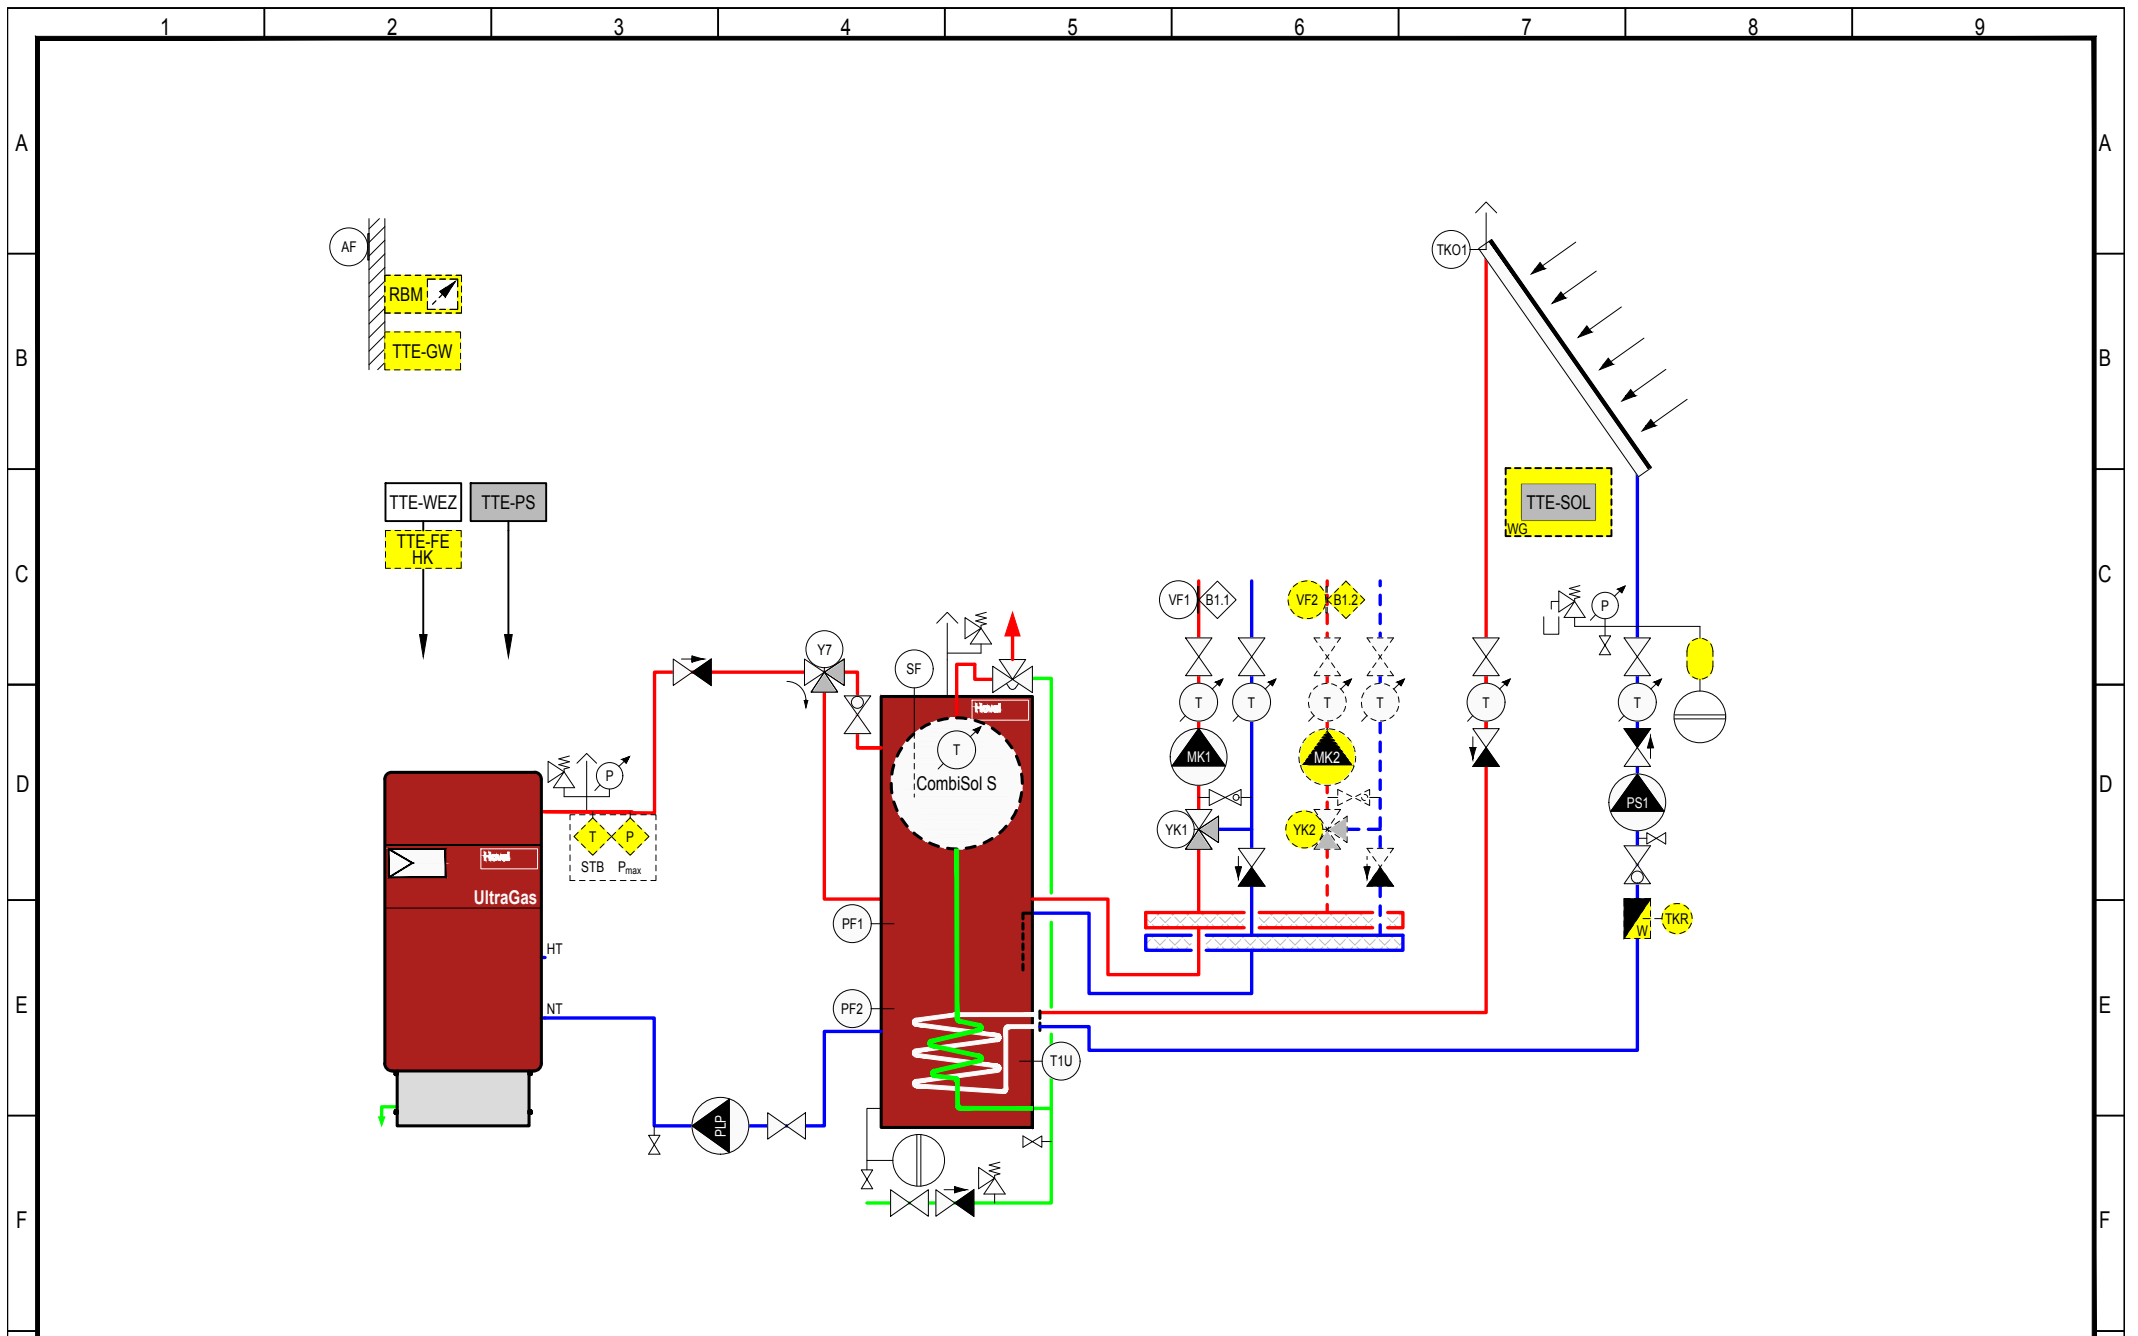 1 2 3 4 5 6 7 8 9
A A
AF
TKO1
RBM
TTE-GW
B B
TTE-WEZ TTE-PS
TTE-SOL
WG
TTE-FE
HK
C C
VF1 B1.1 VF2 B1.2
P
Y7
SF
T T T T T T
Hoval
T
CombiSol S
MK1 MK2
P
D D
PS1
T P
STB Pmax
YK1 YK2
Hoval
UltraGas
PF1
TKR
W
HT
E E
NT
PF2
T1U
PLP
F F